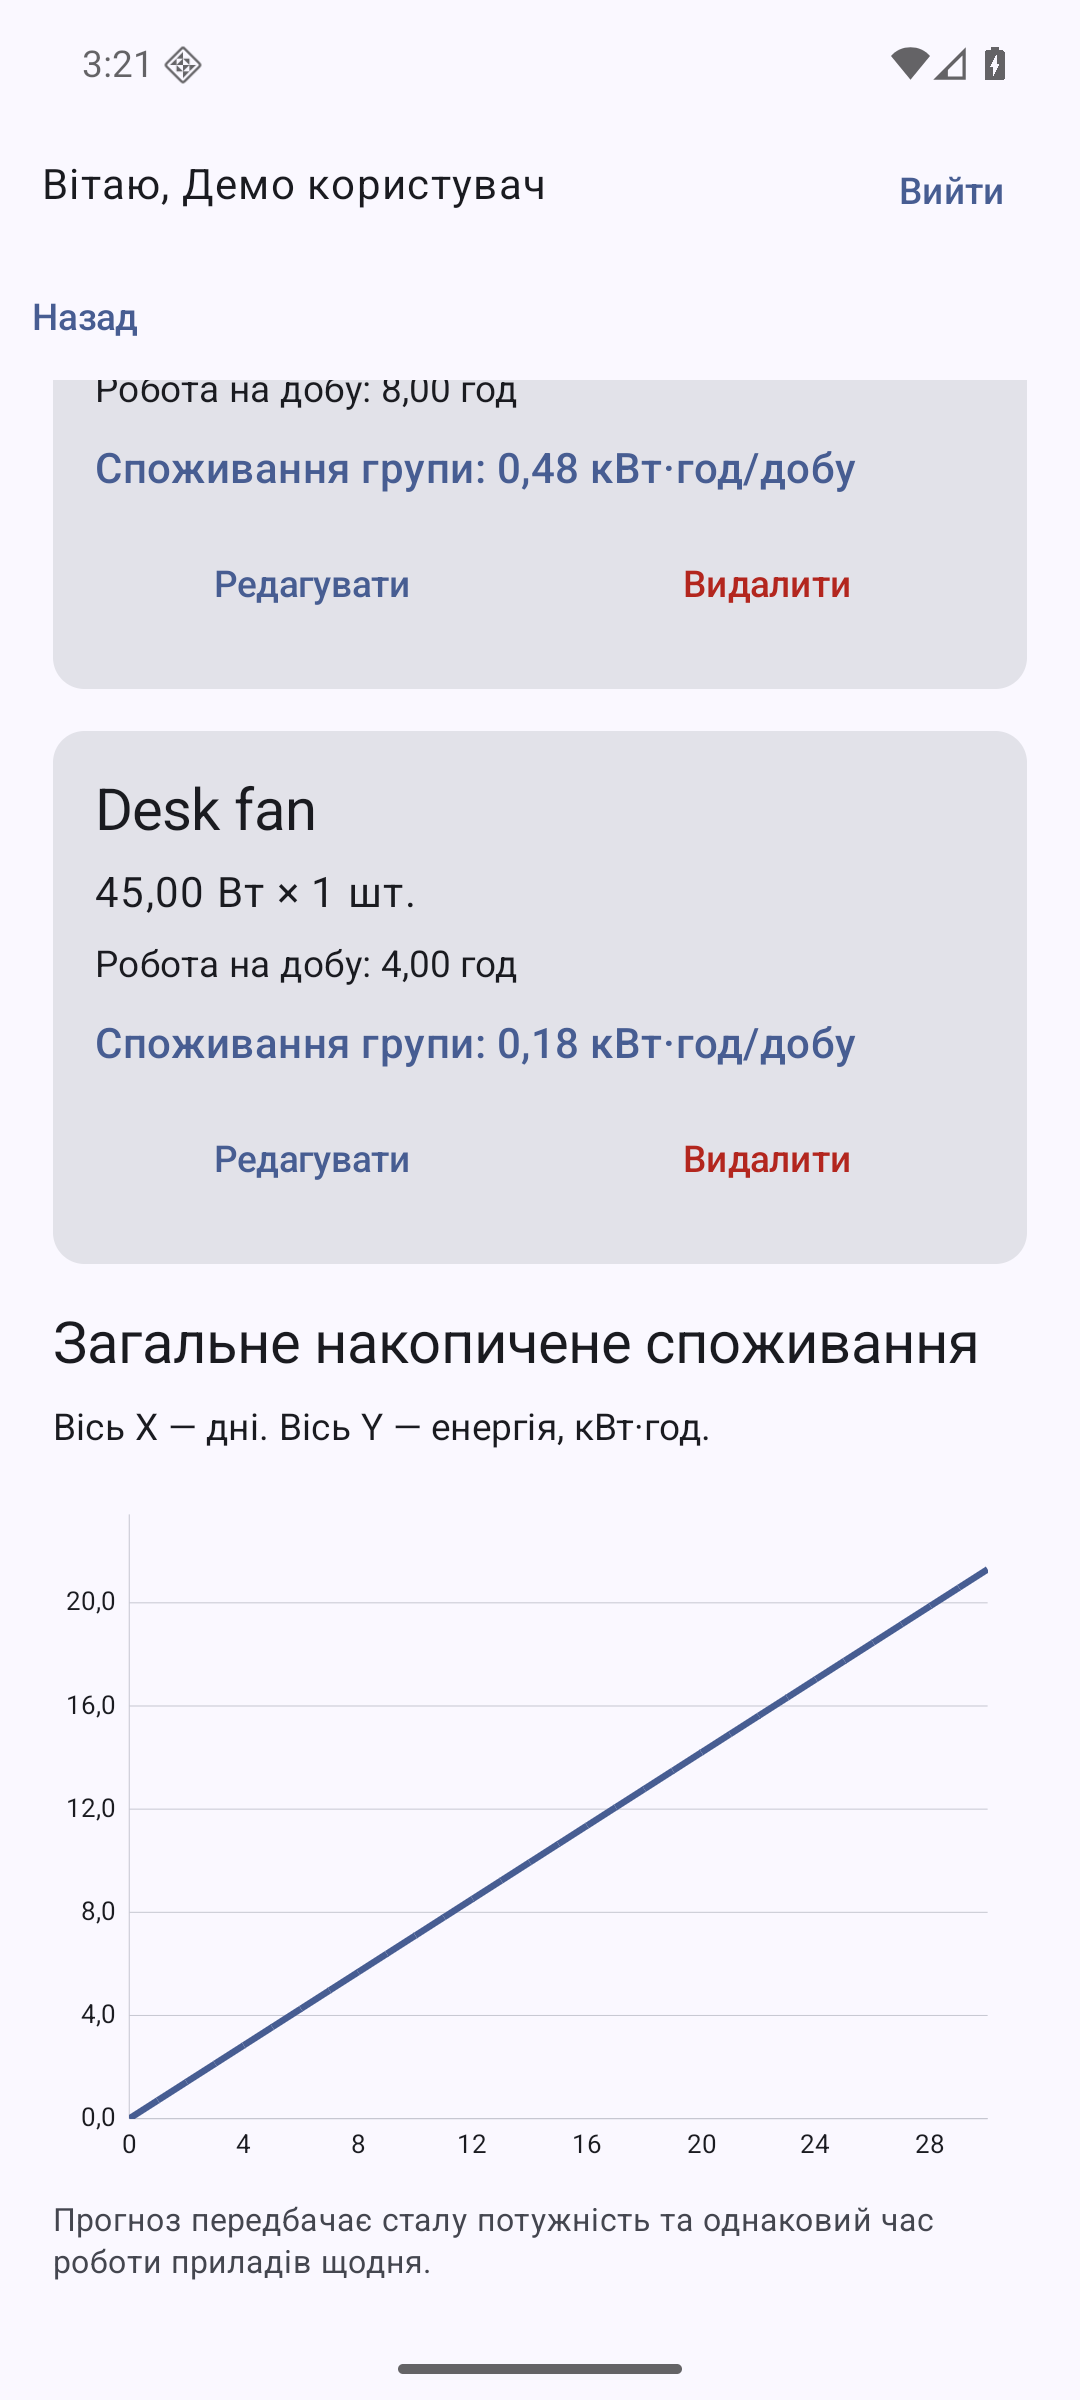 3:21
Вітаю, Демо користувач
Вийти
Назад
Робота на добу: 8,00 год
Споживання групи: 0,48 кВт·год/добу
Редагувати Видалити
Desk fan
45,00 Вт × 1 шт.
Робота на добу: 4,00 год
Споживання групи: 0,18 кВт·год/добу
Редагувати Видалити
Загальне накопичене споживання
Вісь X — дні. Вісь Y — енергія, кВт·год.
20,0
16,0
12,0
8,0
4,0
0,0
0 4 8 12 16 20 24 28
Прогноз передбачає сталу потужність та однаковий час
роботи приладів щодня.